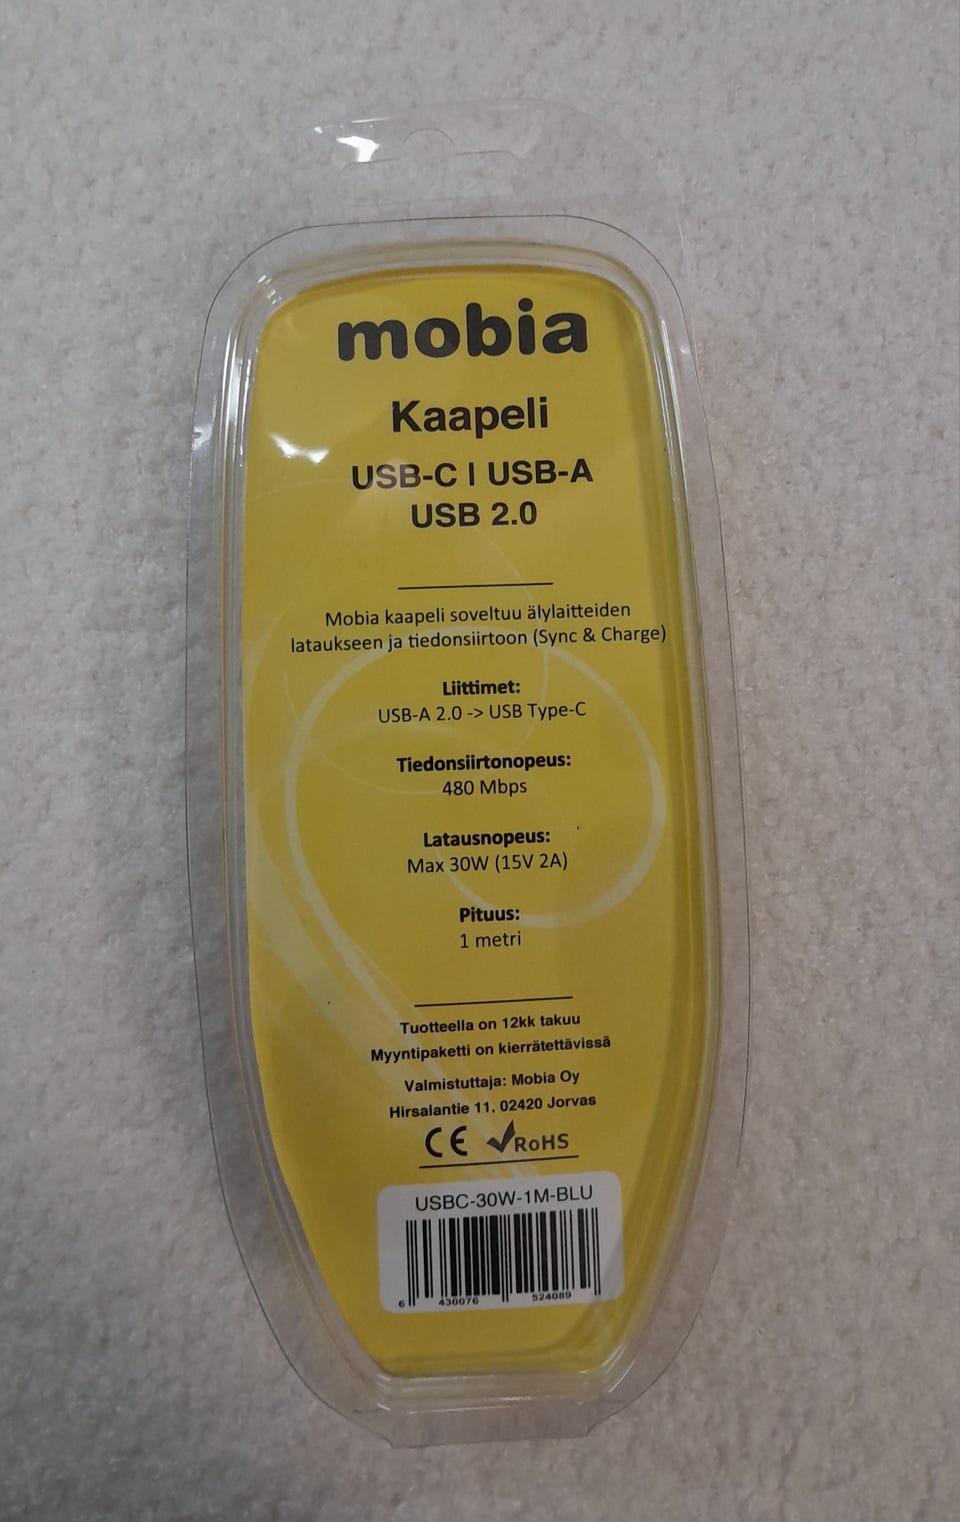 mobia
Kaapeli
USB-C | USB-A
USB 2.0
Mobia kaapeli soveltuu älylaitteiden
lataukseen ja tiedonsiirtoon (Sync & Charge)
Liittimet:
USB-A 2.0 -> USB Type-C
Tiedonsiirtonopeus:
480 Mbps
Latausnopeus:
Max 30W (15V 2A)
Pituus:
1 metri
Tuotteella on 12kk takuu
Myyntipaketti on kierrätettävissä
Valmistuttaja: Mobia Oy
Hirsalantie 11, 02420 Jorvas
CE RoHS
USBC-30W-1M-BLU
6 430076 524089